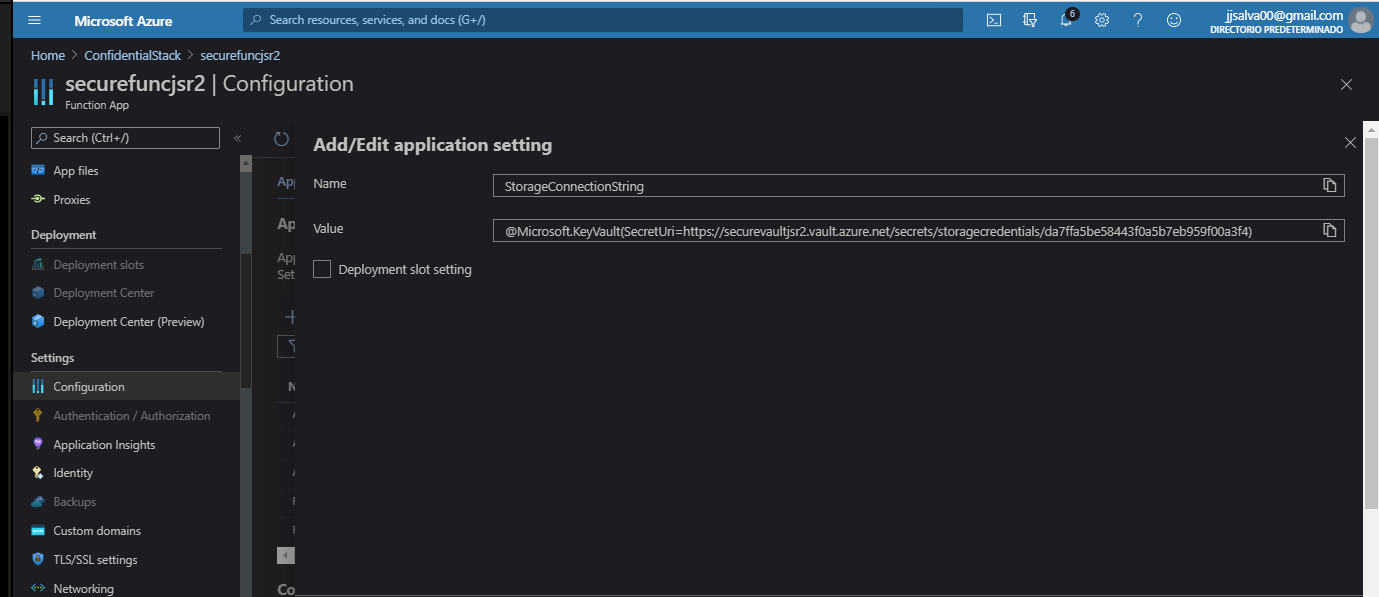 Microsoft Azure
Search resources, services, and docs (G+/)
6
jjsalva00@gmail.com
DIRECTORIO PREDETERMINADO
Home > ConfidentialStack > securefuncjsr2
securefuncjsr2 | Configuration
Function App
Search (Ctrl+/)
«
App files
Proxies
Deployment
Deployment slots
Deployment Center
Deployment Center (Preview)
Settings
Configuration
Authentication / Authorization
Application Insights
Identity
Backups
Custom domains
TLS/SSL settings
Networking
App
App
App
Set
N
Co
Add/Edit application setting
Name
StorageConnectionString
Value
@Microsoft.KeyVault(SecretUri=https://securevaultjsr2.vault.azure.net/secrets/storagecredentials/da7ffa5be58443f0a5b7eb959f00a3f4)
Deployment slot setting